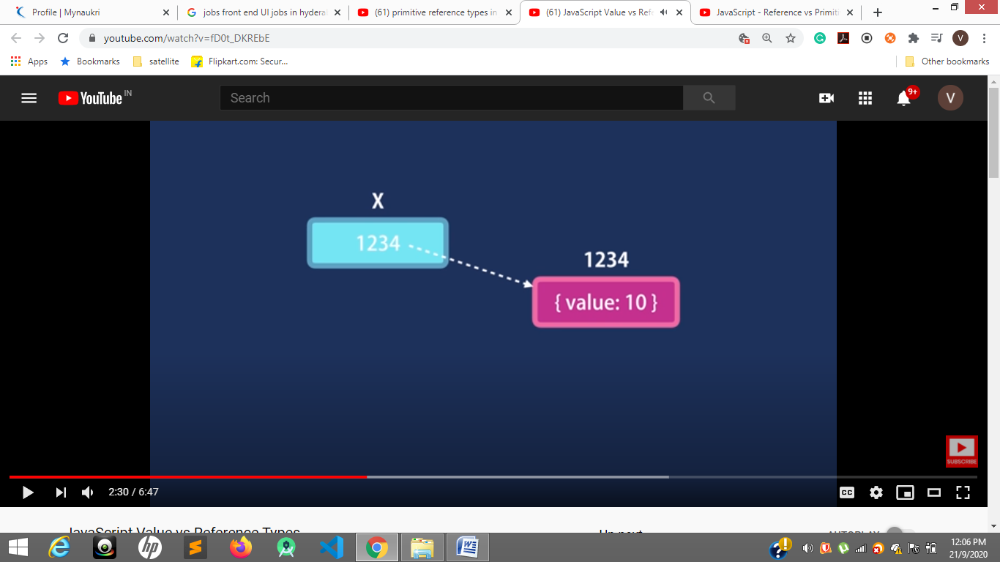 Profile | Mynaukri
jobs front end UI jobs in hydera
(61) primitive reference types in
(61) JavaScript Value vs Refe
JavaScript - Reference vs Primiti
youtube.com/watch?v=fD0t_DKREbE
V
Apps
Bookmarks
satellite
Flipkart.com: Secur...
Other bookmarks
YouTube IN
Search
9+
V
X
1234
1234
{ value: 10 }
SUBSCRIBE
2:30 / 6:47
CC
JavaScript Value vs Reference Types
Up next
AUTOPLAY
hp
12:06 PM
21/9/2020